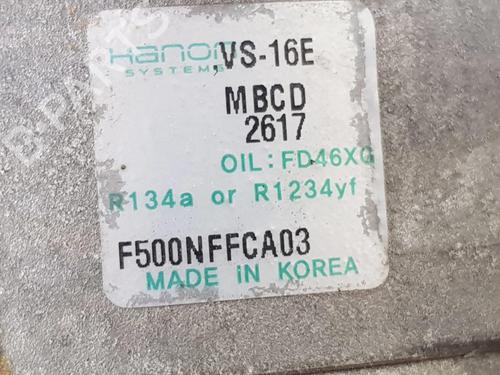 Hanon ,VS-16E
SYSTEMS
MBCD
2617
OIL: FD46XG
R134a or R1234yf
F500NFFCA03
MADE IN KOREA
B-PARTS